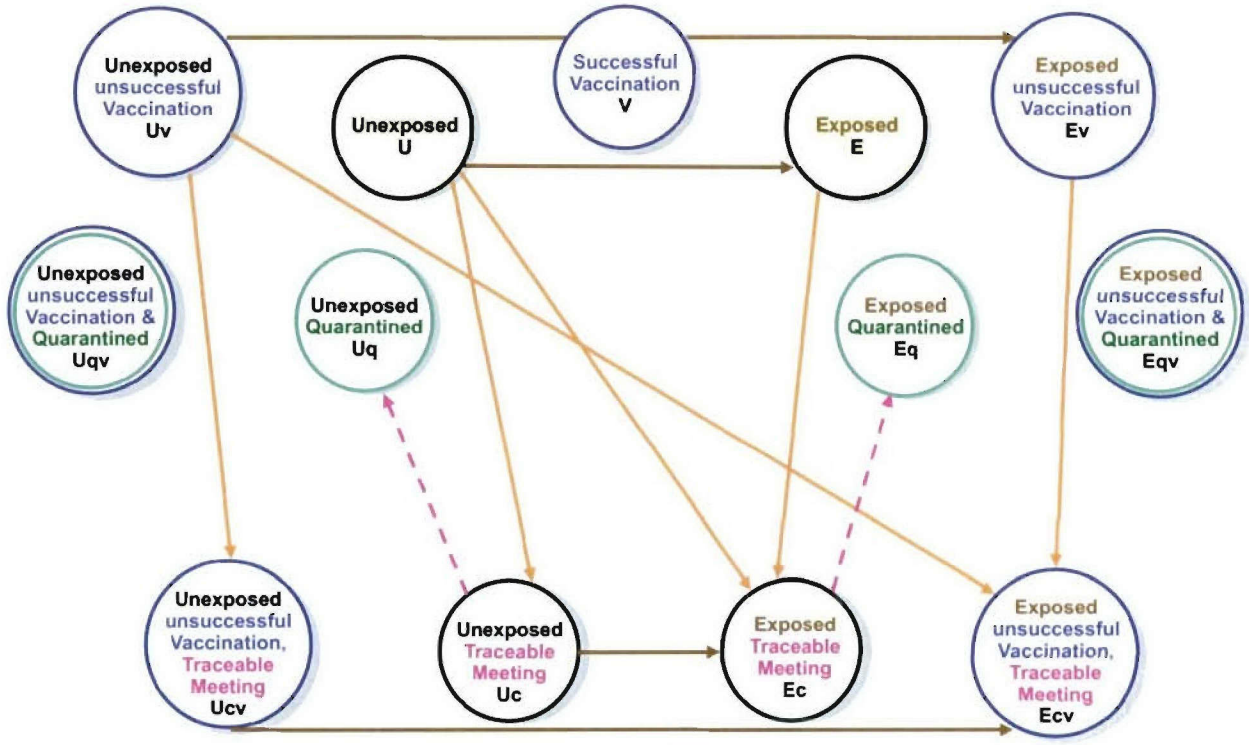 Unexposed
unsuccessful
Vaccination
Uv
Unexposed
U
Successful
Vaccination
V
Exposed
E
Exposed
unsuccessful
Vaccination
Ev
Unexposed
unsuccessful
Vaccination &
Quarantined
Uqv
Unexposed
Quarantined
Uq
Exposed
Quarantined
Eq
Exposed
unsuccessful
Vaccination &
Quarantined
Eqv
Unexposed
unsuccessful
Vaccination,
Traceable
Meeting
Ucv
Unexposed
Traceable
Meeting
Uc
Exposed
Traceable
Meeting
Ec
Exposed
unsuccessful
Vaccination,
Traceable
Meeting
Ecv